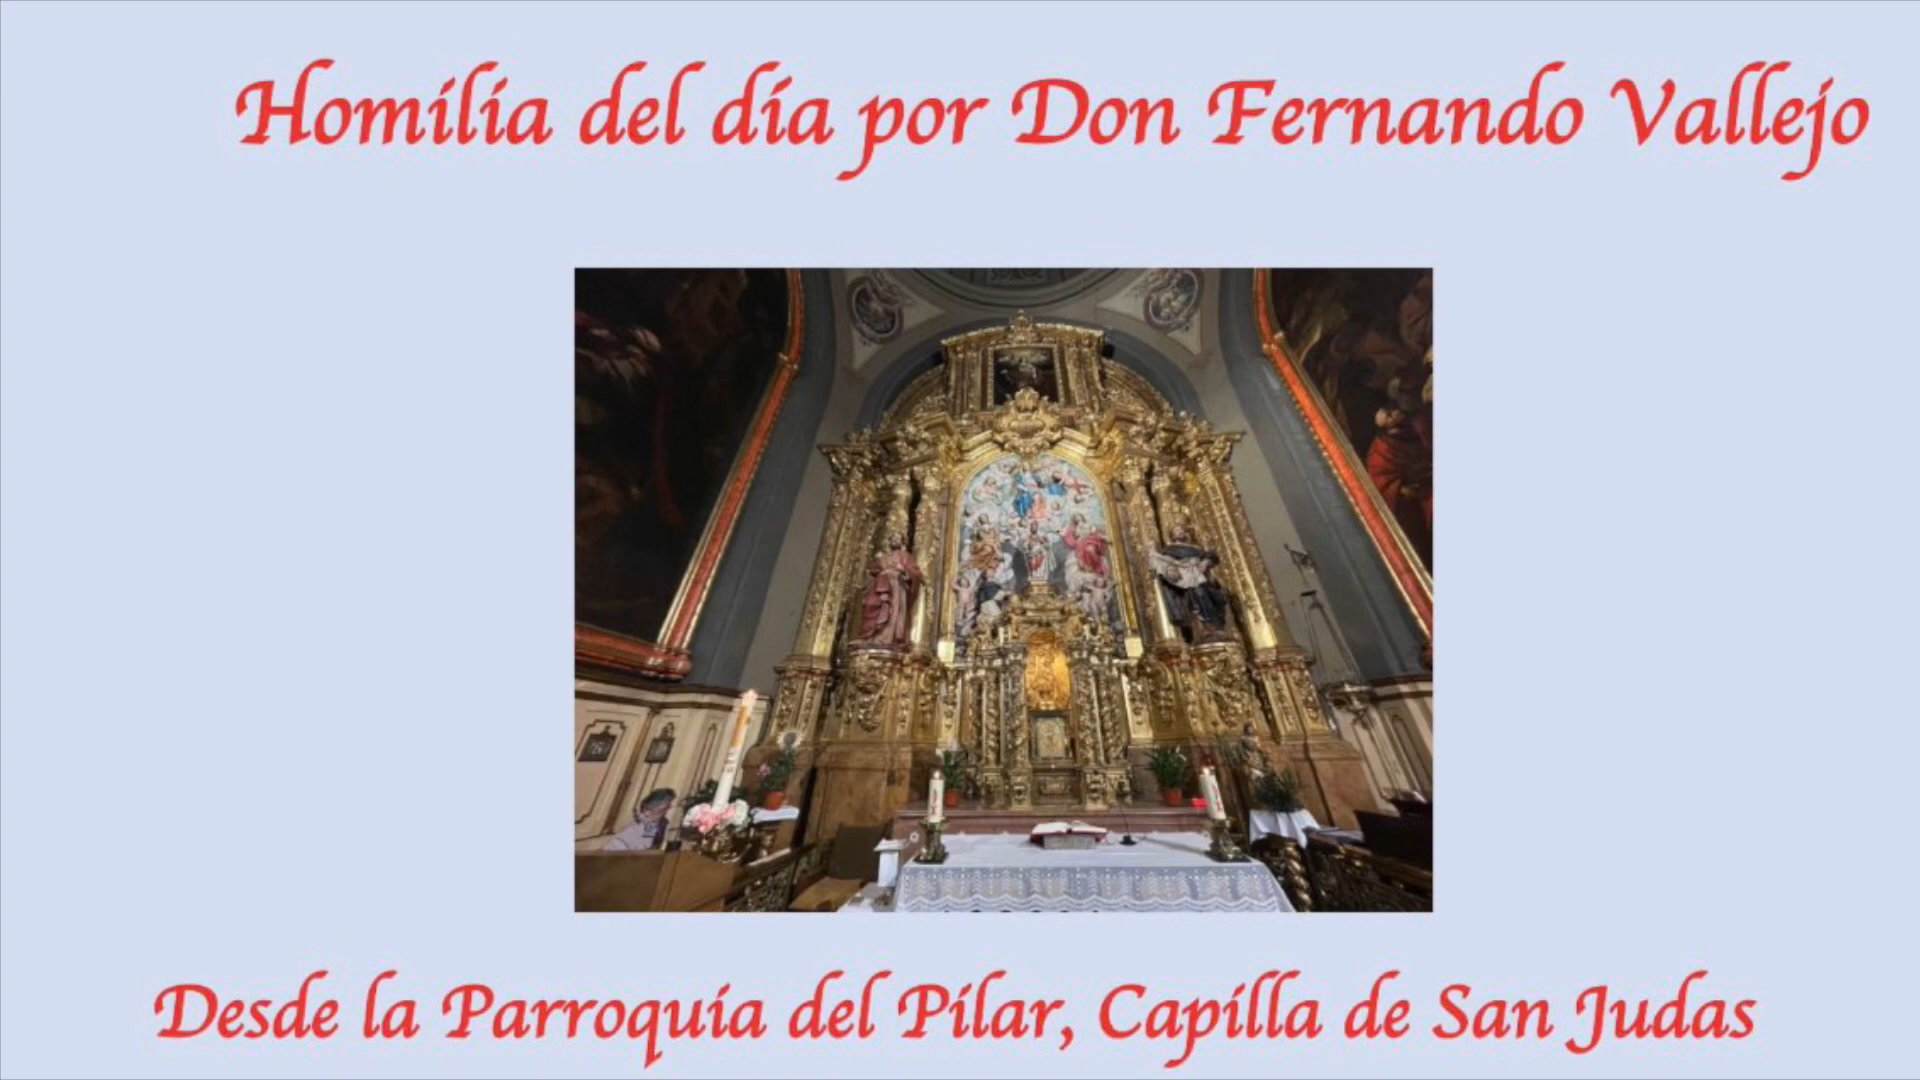 Homilía del día por Don Fernando Vallejo
Desde la Parroquia del Pilar, Capilla de San Judas